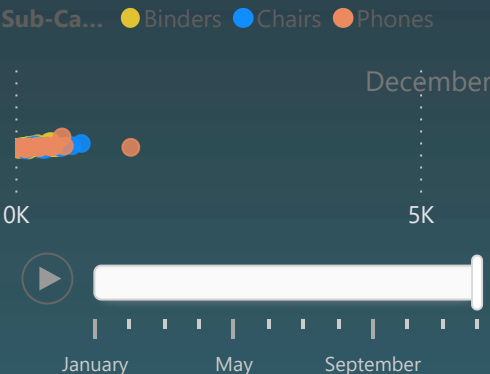 Sub-Ca... Binders Chairs Phones
December
0K 5K
January May September